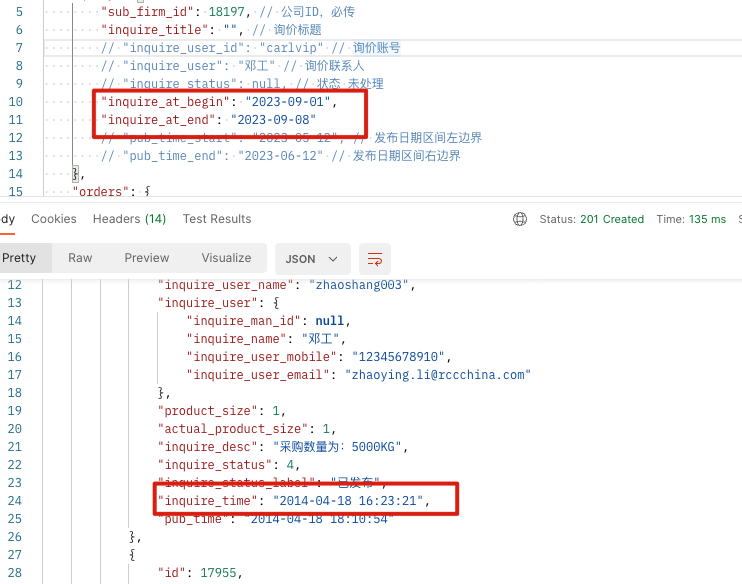 5 "sub_firm_id": 18197, // 公司ID，必传
6 "inquire_title": "", // 询价标题
7 // "inquire_user_id": "carlvip" // 询价账号
8 // "inquire_user": "邓工" // 询价联系人
9 // "inquire_status": null, // 状态 未处理
10 "inquire_at_begin": "2023-09-01",
11 "inquire_at_end": "2023-09-08"
12 // "pub_time_start": "2023-05-12", // 发布日期区间左边界
13 // "pub_time_end": "2023-06-12" // 发布日期区间右边界
14 },
15 "orders": {
dy Cookies Headers (14) Test Results Status: 201 Created Time: 135 ms S
Pretty Raw Preview Visualize JSON
12 "inquire_user_name": "zhaoshang003",
13 "inquire_user": {
14 "inquire_man_id": null,
15 "inquire_name": "邓工",
16 "inquire_user_mobile": "12345678910",
17 "inquire_user_email": "zhaoying.li@rccchina.com"
18 },
19 "product_size": 1,
20 "actual_product_size": 1,
21 "inquire_desc": "采购数量为：5000KG",
22 "inquire_status": 4,
23 "inquire_status_label": "已发布",
24 "inquire_time": "2014-04-18 16:23:21",
25 "pub_time": "2014-04-18 18:10:54"
26 },
27 {
28 "id": 17955,